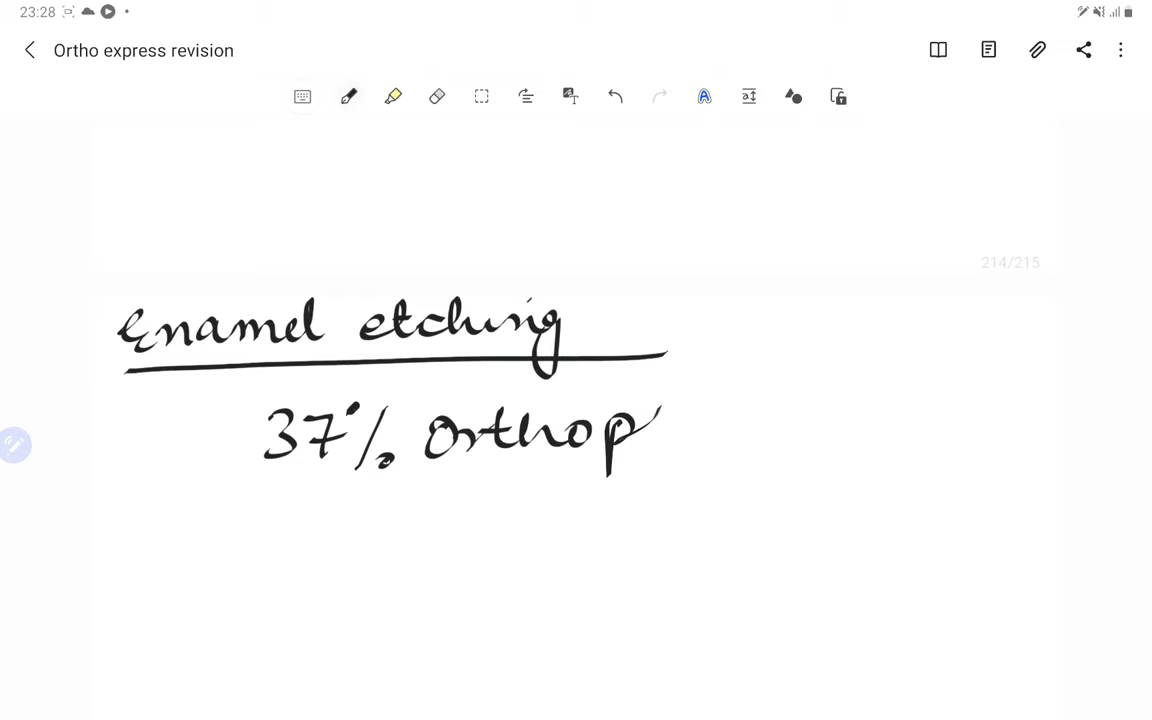 23:28
Ortho express revision
214/215
Enamel etching
37% Orthop